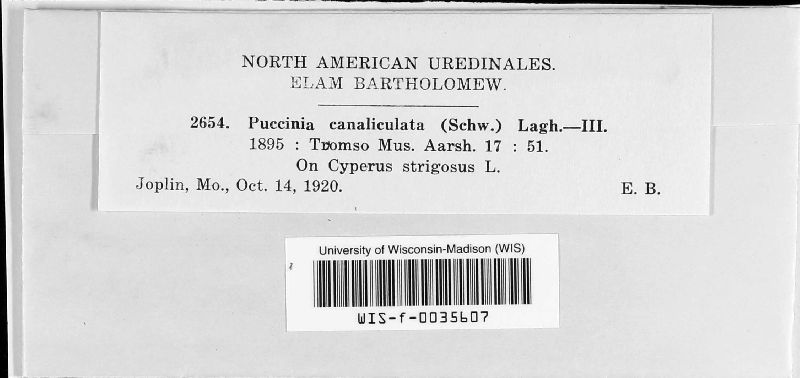 NORTH AMERICAN UREDINALES.
ELAM BARTHOLOMEW.
2654. Puccinia canaliculata (Schw.) Lagh.—III.
1895 : Tromso Mus. Aarsh. 17 : 51.
On Cyperus strigosus L.
Joplin, Mo., Oct. 14, 1920. E. B.
University of Wisconsin-Madison (WIS)
WIS-f-0035607